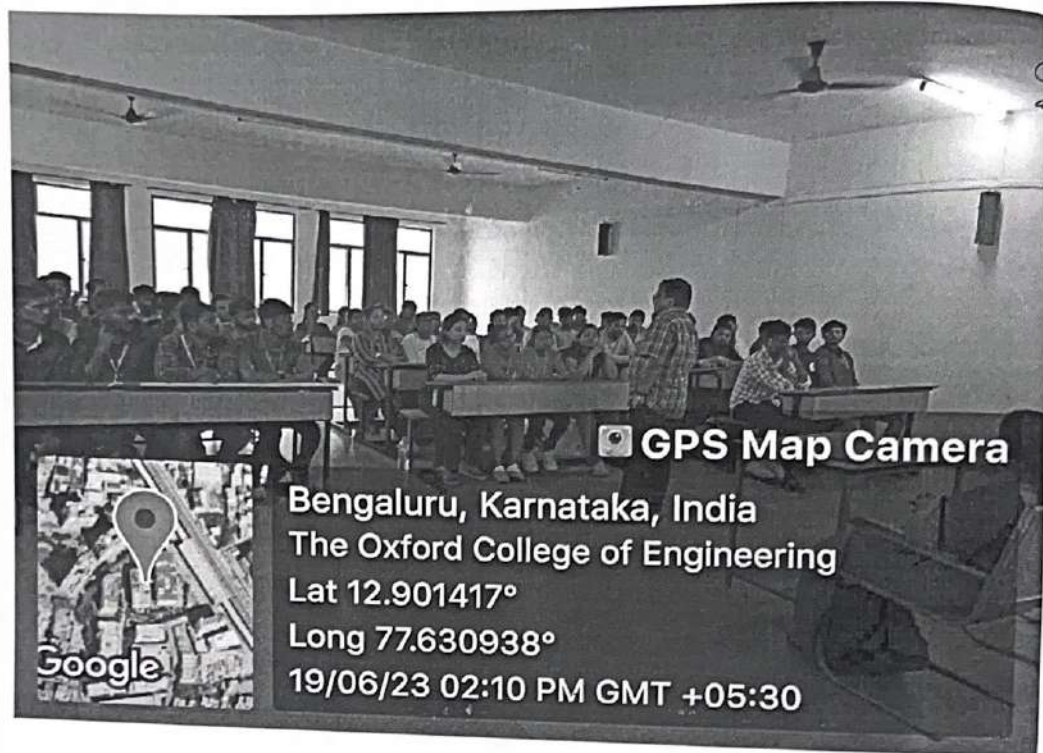 GPS Map Camera
Bengaluru, Karnataka, India
The Oxford College of Engineering
Lat 12.901417°
Long 77.630938°
19/06/23 02:10 PM GMT +05:30
Google